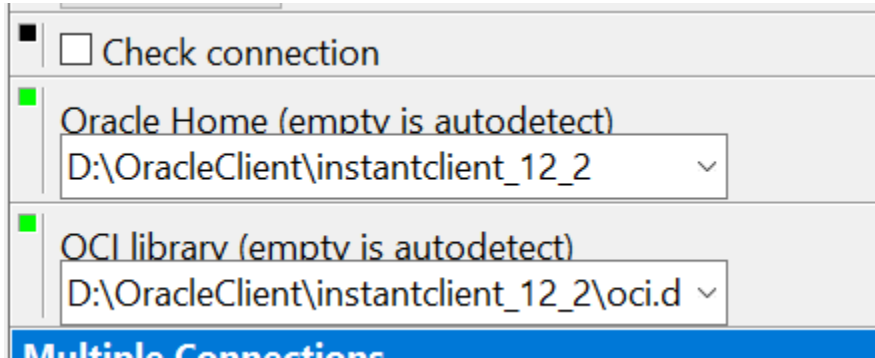 Check connection
Oracle Home (empty is autodetect)
D:\OracleClient\instantclient_12_2
OCI library (empty is autodetect)
D:\OracleClient\instantclient_12_2\oci.d
Multiple Connections